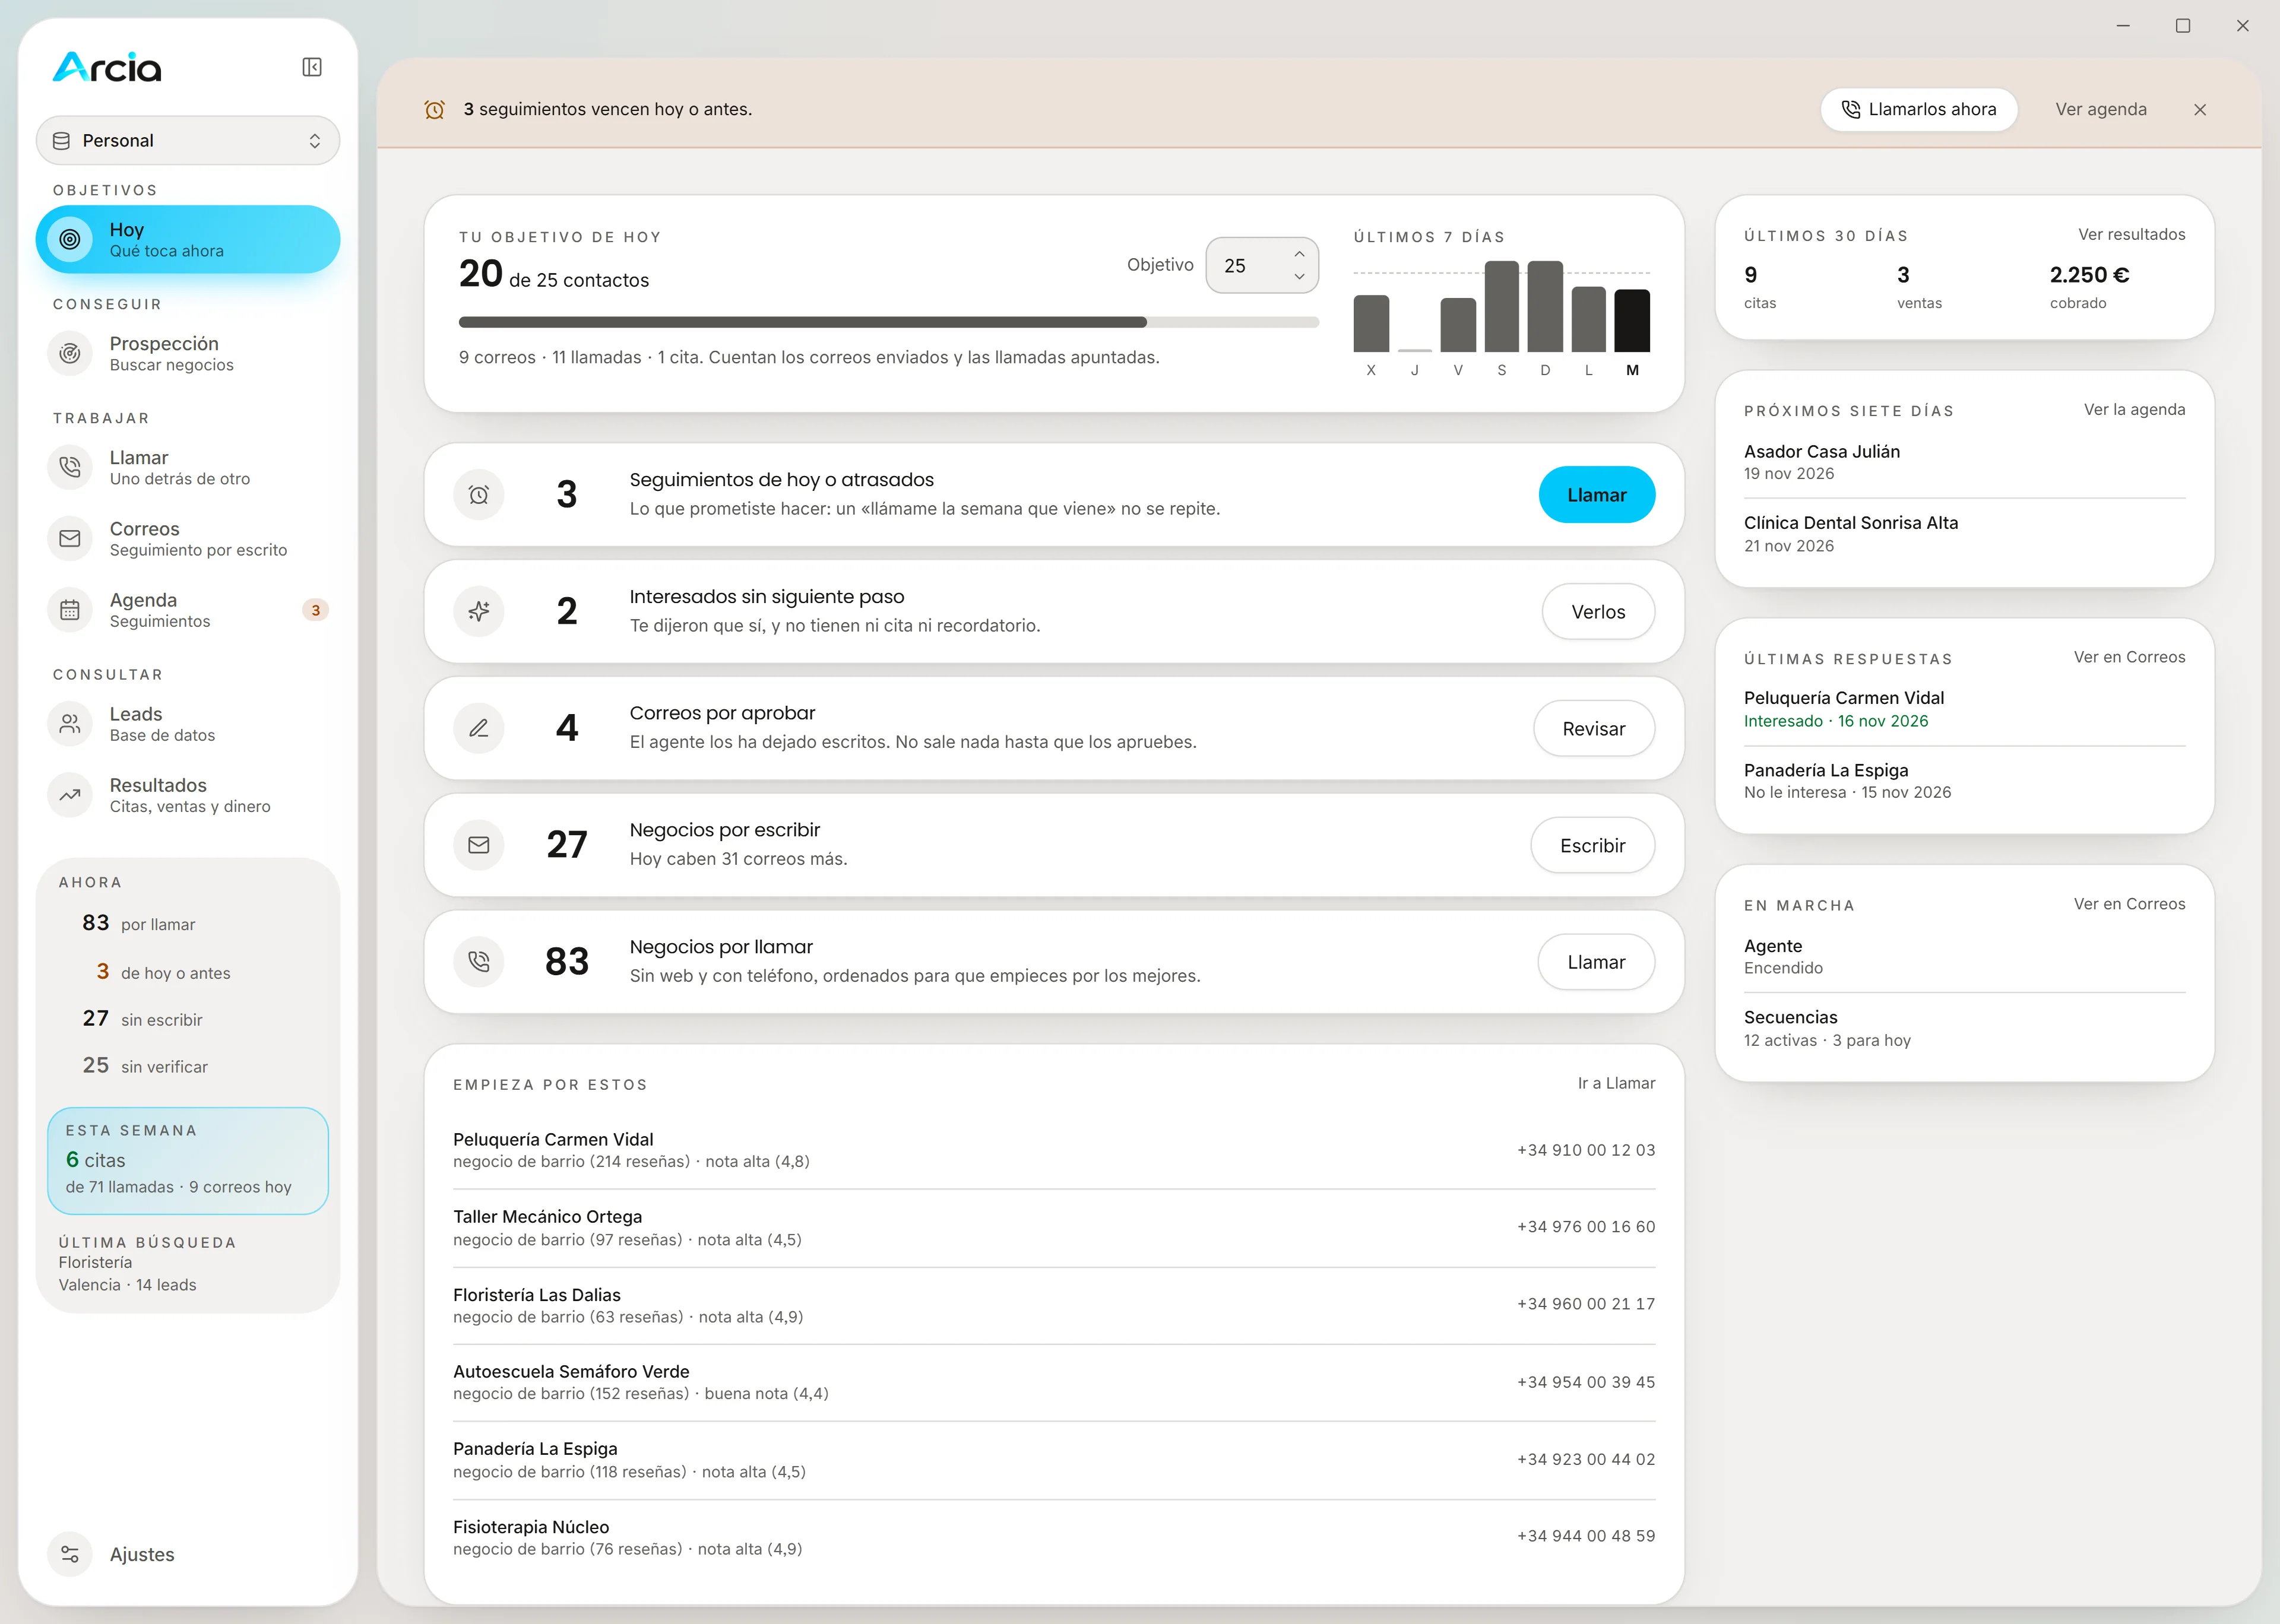 Arcia
Personal
OBJETIVOS
Hoy
Qué toca ahora
CONSEGUIR
Prospección
Buscar negocios
TRABAJAR
Llamar
Uno detrás de otro
Correos
Seguimiento por escrito
Agenda
Seguimientos
3
CONSULTAR
Leads
Base de datos
Resultados
Citas, ventas y dinero
AHORA
83 por llamar
3 de hoy o antes
27 sin escribir
25 sin verificar
ESTA SEMANA
6 citas
de 71 llamadas · 9 correos hoy
ÚLTIMA BÚSQUEDA
Floristería
Valencia · 14 leads
Ajustes
3 seguimientos vencen hoy o antes.
Llamarlos ahora
Ver agenda
TU OBJETIVO DE HOY
20 de 25 contactos
Objetivo 25
9 correos · 11 llamadas · 1 cita. Cuentan los correos enviados y las llamadas apuntadas.
ÚLTIMOS 7 DÍAS
X J V S D L M
3
Seguimientos de hoy o atrasados
Lo que prometiste hacer: un «llámame la semana que viene» no se repite.
Llamar
2
Interesados sin siguiente paso
Te dijeron que sí, y no tienen ni cita ni recordatorio.
Verlos
4
Correos por aprobar
El agente los ha dejado escritos. No sale nada hasta que los apruebes.
Revisar
27
Negocios por escribir
Hoy caben 31 correos más.
Escribir
83
Negocios por llamar
Sin web y con teléfono, ordenados para que empieces por los mejores.
Llamar
EMPIEZA POR ESTOS
Ir a Llamar
Peluquería Carmen Vidal
negocio de barrio (214 reseñas) · nota alta (4,8)
+34 910 00 12 03
Taller Mecánico Ortega
negocio de barrio (97 reseñas) · nota alta (4,5)
+34 976 00 16 60
Floristería Las Dalias
negocio de barrio (63 reseñas) · nota alta (4,9)
+34 960 00 21 17
Autoescuela Semáforo Verde
negocio de barrio (152 reseñas) · buena nota (4,4)
+34 954 00 39 45
Panadería La Espiga
negocio de barrio (118 reseñas) · nota alta (4,5)
+34 923 00 44 02
Fisioterapia Núcleo
negocio de barrio (76 reseñas) · nota alta (4,9)
+34 944 00 48 59
ÚLTIMOS 30 DÍAS
Ver resultados
9 3 2.250 €
citas ventas cobrado
PRÓXIMOS SIETE DÍAS
Ver la agenda
Asador Casa Julián
19 nov 2026
Clínica Dental Sonrisa Alta
21 nov 2026
ÚLTIMAS RESPUESTAS
Ver en Correos
Peluquería Carmen Vidal
Interesado · 16 nov 2026
Panadería La Espiga
No le interesa · 15 nov 2026
EN MARCHA
Ver en Correos
Agente
Encendido
Secuencias
12 activas · 3 para hoy